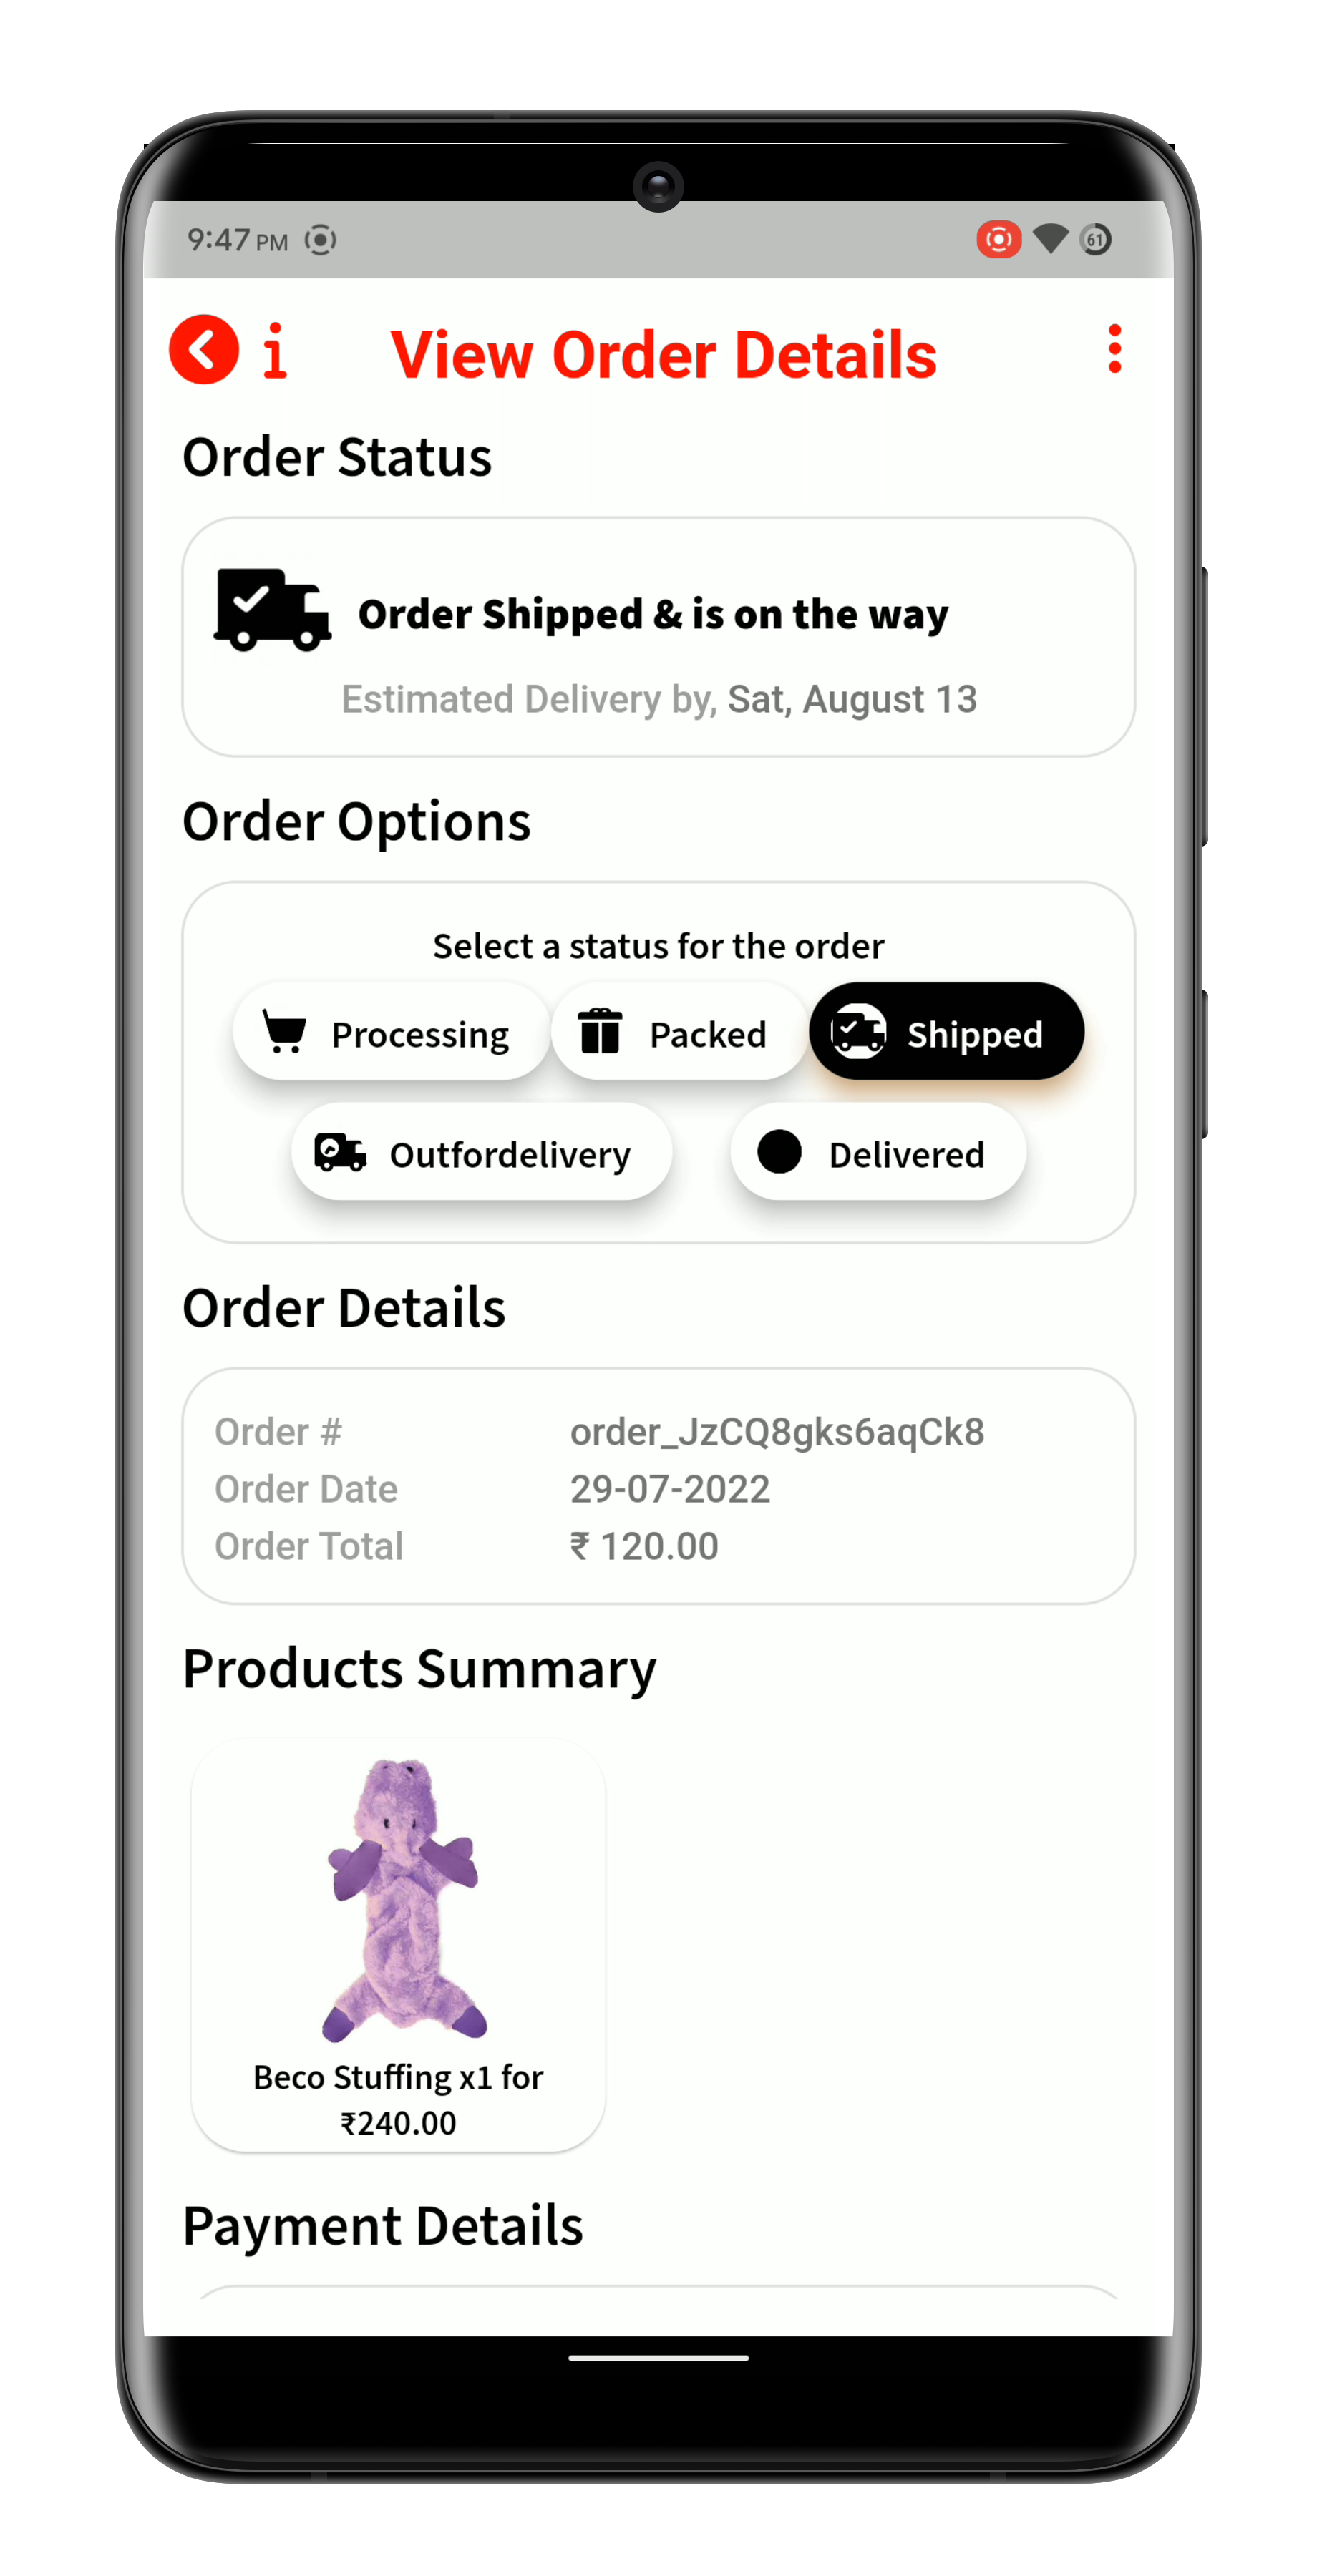 9:47 PM
61
View Order Details
Order Status
Order Shipped & is on the way
Estimated Delivery by, Sat, August 13
Order Options
Select a status for the order
Processing Packed Shipped
Outfordelivery Delivered
Order Details
Order # order_JzCQ8gks6aqCk8
Order Date 29-07-2022
Order Total ₹ 120.00
Products Summary
Beco Stuffing x1 for
₹240.00
Payment Details